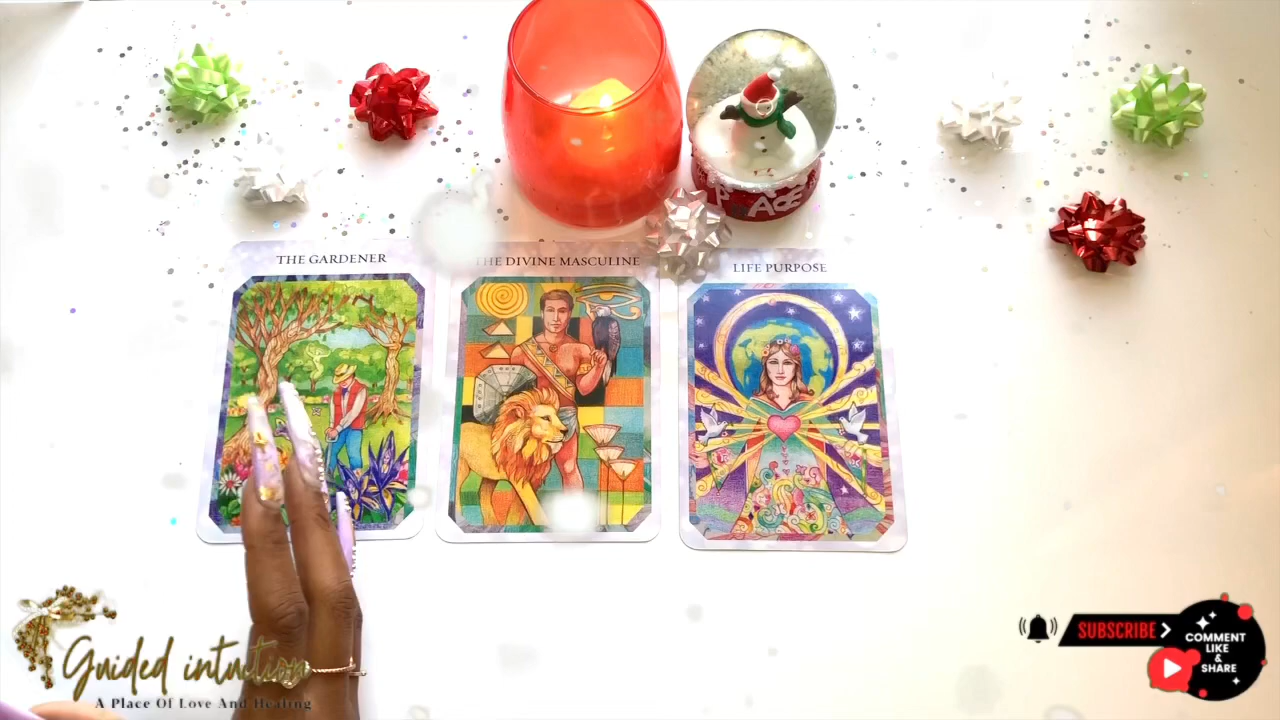 THE GARDENER
THE DIVINE MASCULINE
LIFE PURPOSE
Guided intuition
A Place Of Love And Healing
SUBSCRIBE
COMMENT
LIKE
&
SHARE